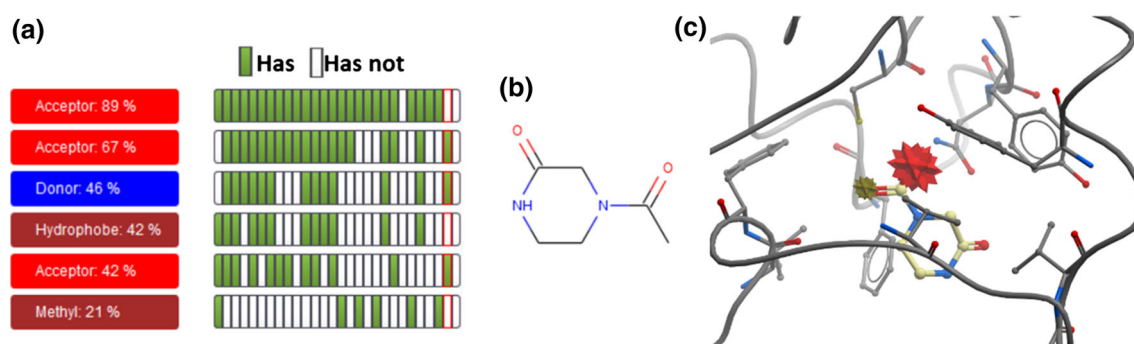 (a)
Has Has not
Acceptor: 89 %
Acceptor: 67 %
Donor: 46 %
Hydrophobe: 42 %
Acceptor: 42 %
Methyl: 21 %
(b)
O
O
NH
N
(c)